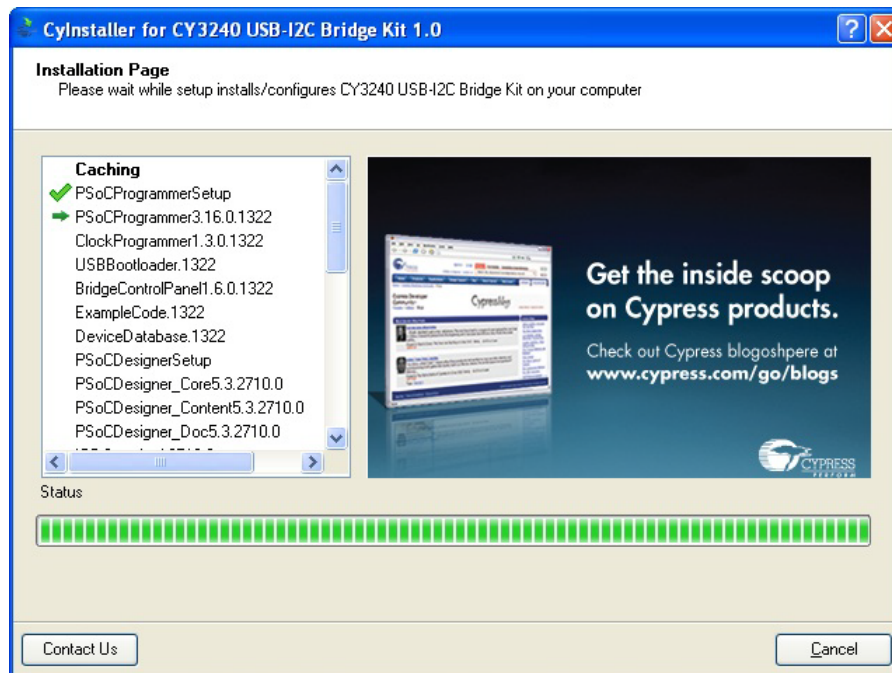 CyInstaller for CY3240 USB-I2C Bridge Kit 1.0
Installation Page
Please wait while setup installs/configures CY3240 USB-I2C Bridge Kit on your computer
Caching
PSoCProgrammerSetup
PSoCProgrammer3.16.0.1322
ClockProgrammer1.3.0.1322
USBBootloader.1322
BridgeControlPanel1.6.0.1322
ExampleCode.1322
DeviceDatabase.1322
PSoCDesignerSetup
PSoCDesigner_Core5.3.2710.0
PSoCDesigner_Content5.3.2710.0
PSoCDesigner_Doc5.3.2710.0
Get the inside scoop
on Cypress products.
Check out Cypress blogoshpere at
www.cypress.com/go/blogs
CYPRESS
PERFORM
Status
Contact Us
Cancel